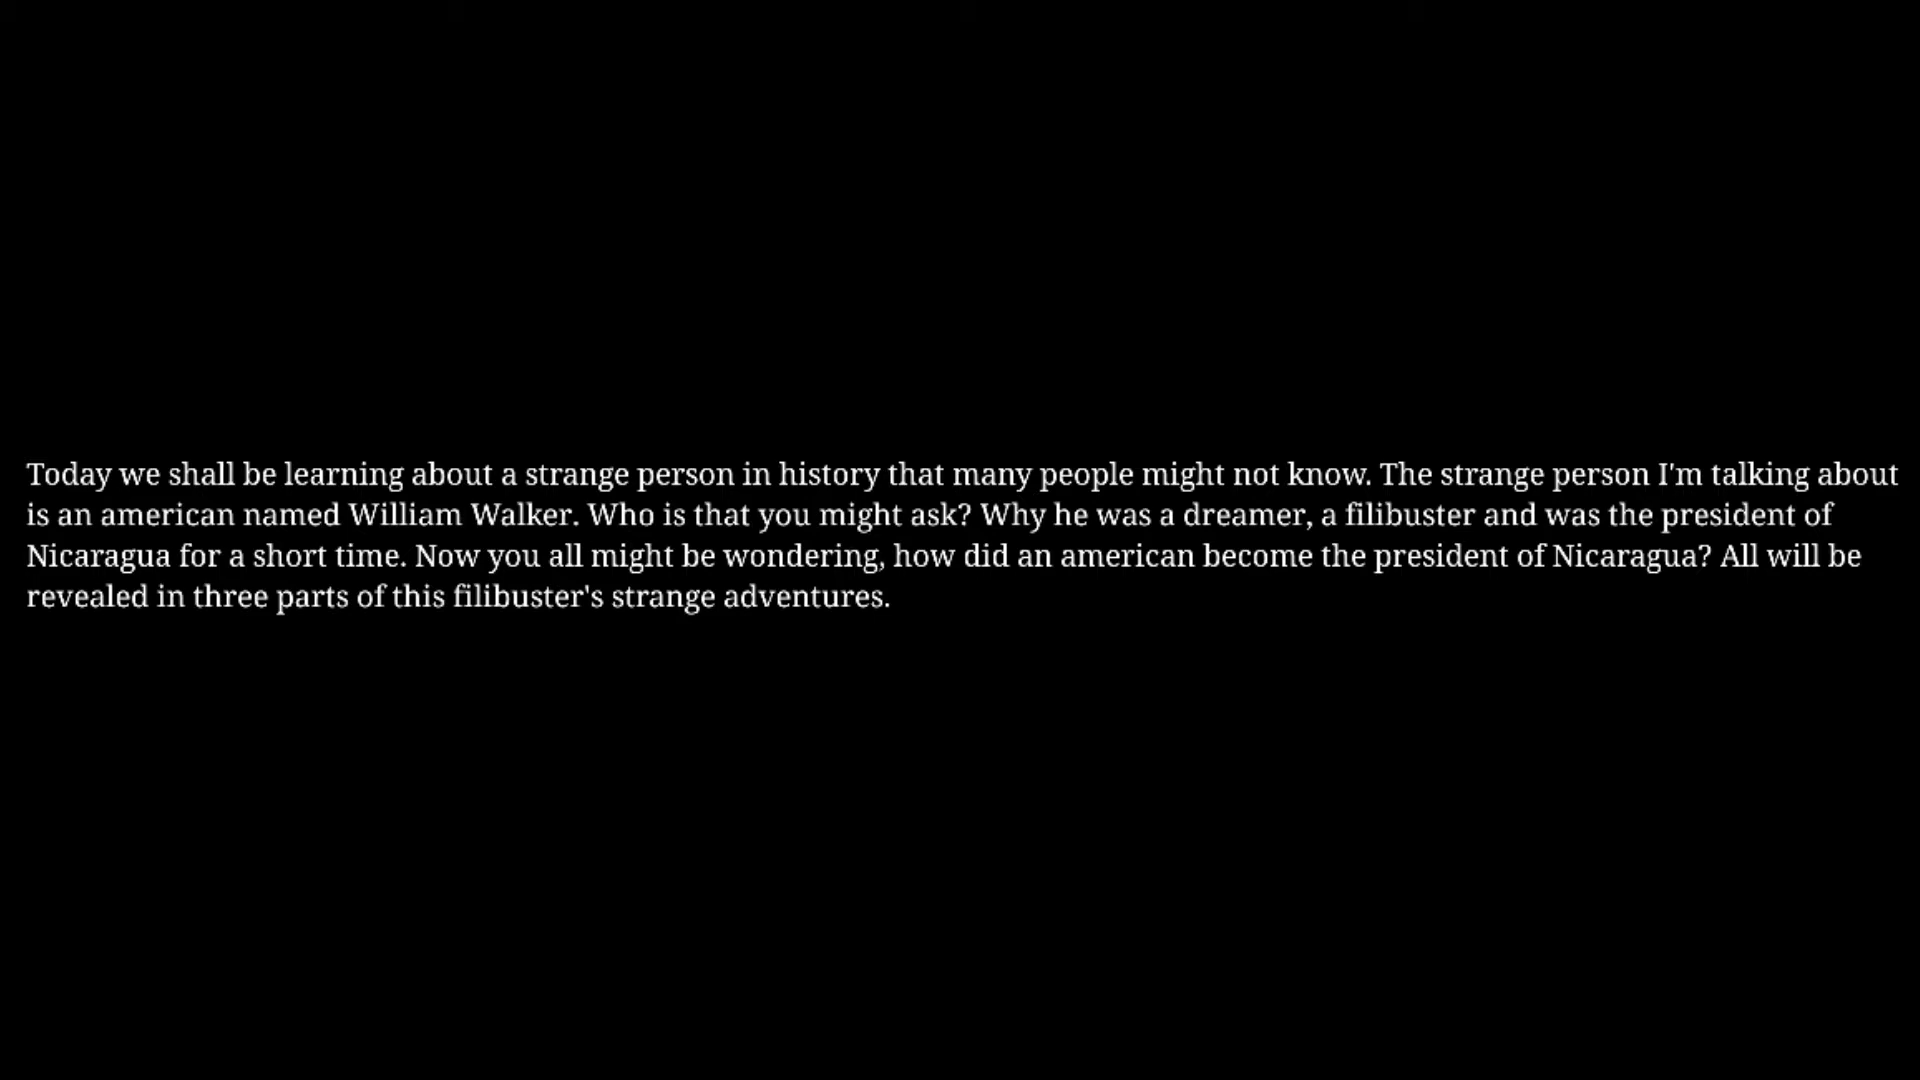 Today we shall be learning about a strange person in history that many people might not know. The strange person I'm talking about
is an american named William Walker. Who is that you might ask? Why he was a dreamer, a filibuster and was the president of
Nicaragua for a short time. Now you all might be wondering, how did an american become the president of Nicaragua? All will be
revealed in three parts of this filibuster's strange adventures.